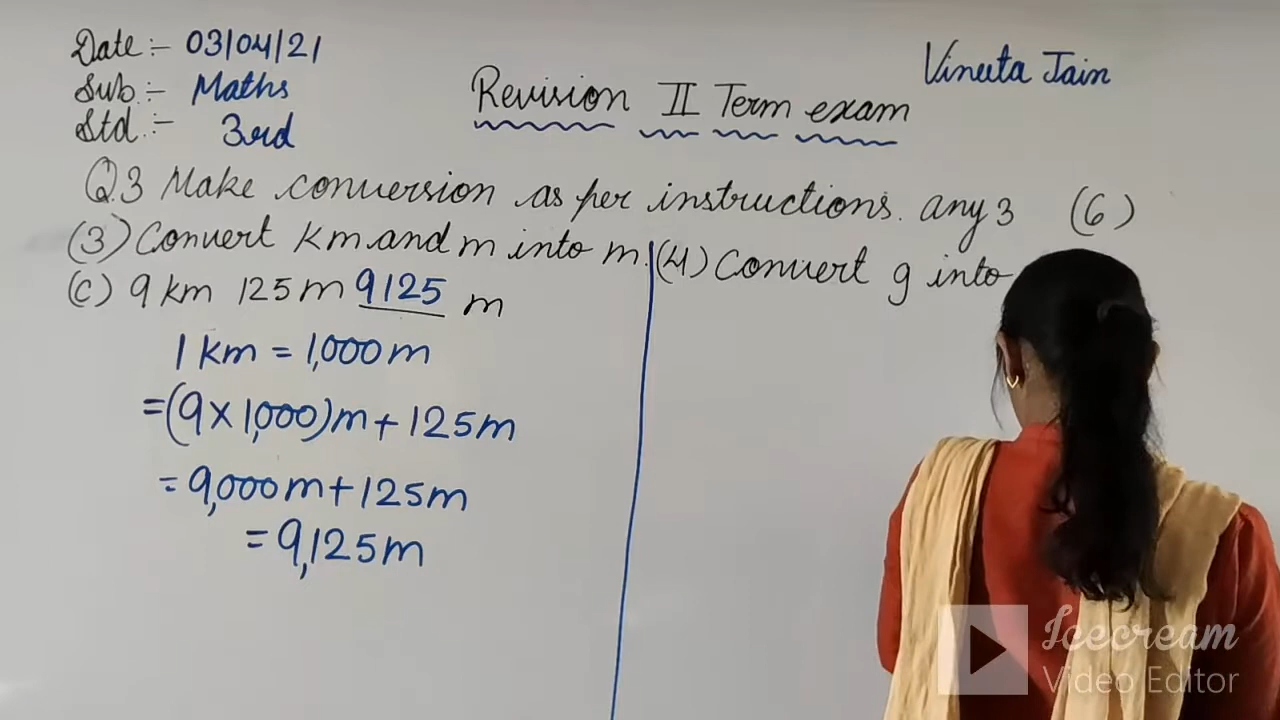 Date :- 03/04/21
Sub :- Maths
Std :- 3rd
Vineeta Jain
Revision II Term exam
Q.3 Make conversion as per instructions. any 3 (6)
(3) Convert km and m into m.
(c) 9 km 125 m 9125 m
1 km = 1,000 m
= (9 × 1,000) m + 125 m
= 9,000 m + 125 m
= 9,125 m
(4) Convert g into
Icecream
Video Editor